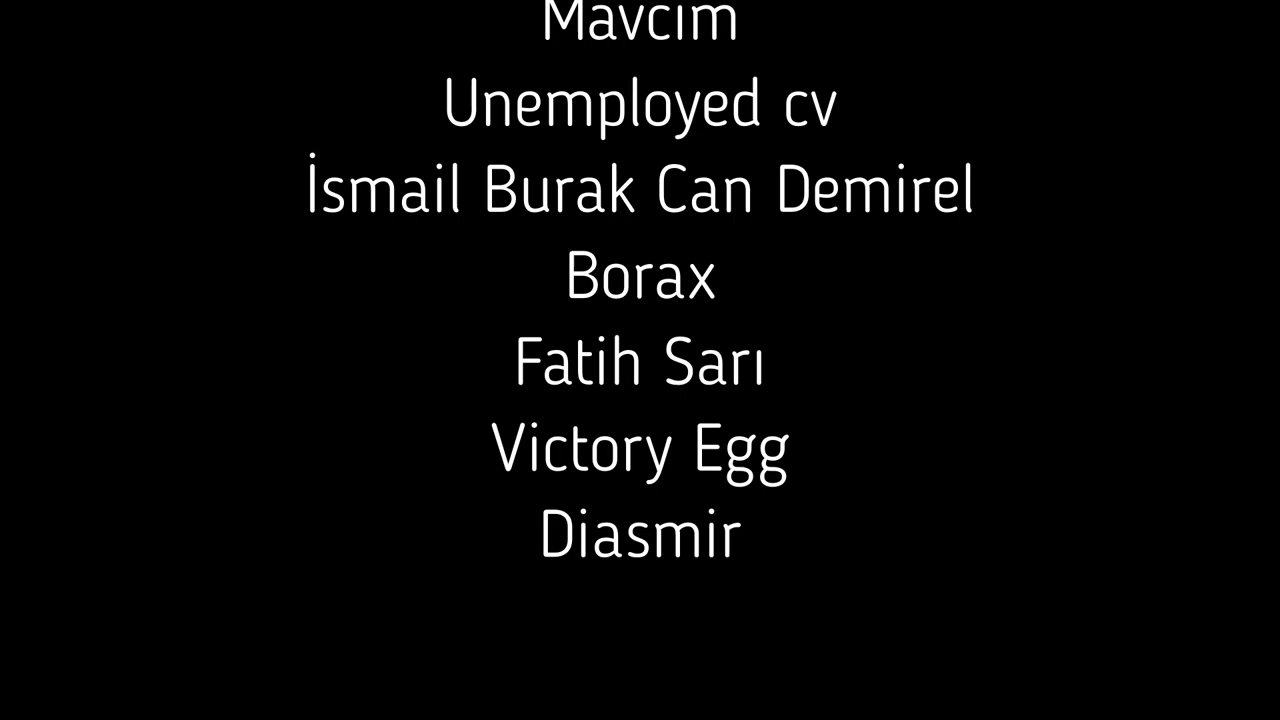 Mavcım
Unemployed cv
İsmail Burak Can Demirel
Borax
Fatih Sarı
Victory Egg
Diasmir